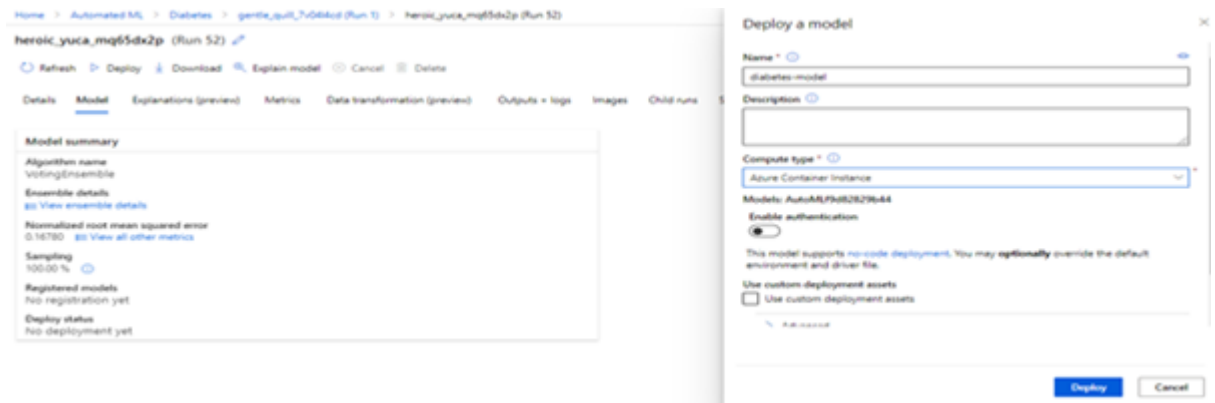 Home > Automated ML > Diabetes > gentle_quill_7v04l4cd (Run 1) > heroic_yuca_mq65dx2p (Run 52)
heroic_yuca_mq65dx2p (Run 52)
Refresh Deploy Download Explain model Cancel Delete
Details Model Explanations (preview) Metrics Data transformation (preview) Outputs + logs Images Child runs S
Model summary
Algorithm name
VotingEnsemble
Ensemble details
View ensemble details
Normalized root mean squared error
0.16780 View all other metrics
Sampling
100.00 %
Registered models
No registration yet
Deploy status
No deployment yet
Deploy a model
Name *
diabetes-model
Description
Compute type *
Azure Container Instance
Models:
Enable authentication
This model supports no-code deployment. You may optionally override the default
environment and driver file.
Use custom deployment assets
Use custom deployment assets
Advanced
Deploy Cancel